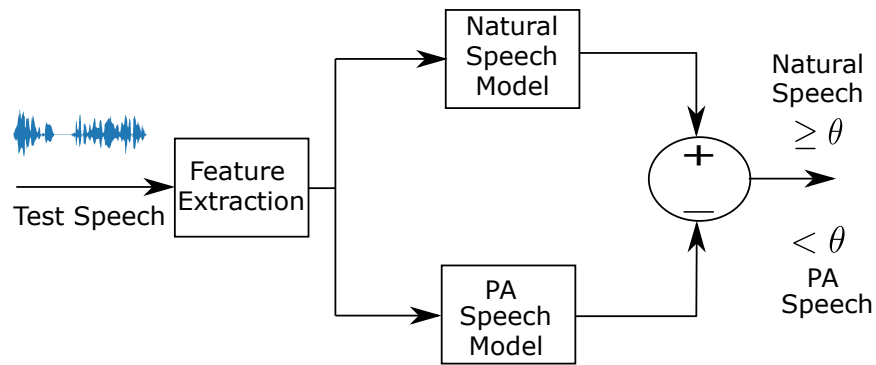 Natural
Speech
Model
Natural
Speech
≥ θ
Feature
Extraction
Test Speech
+
−
< θ
PA
Speech
PA
Speech
Model